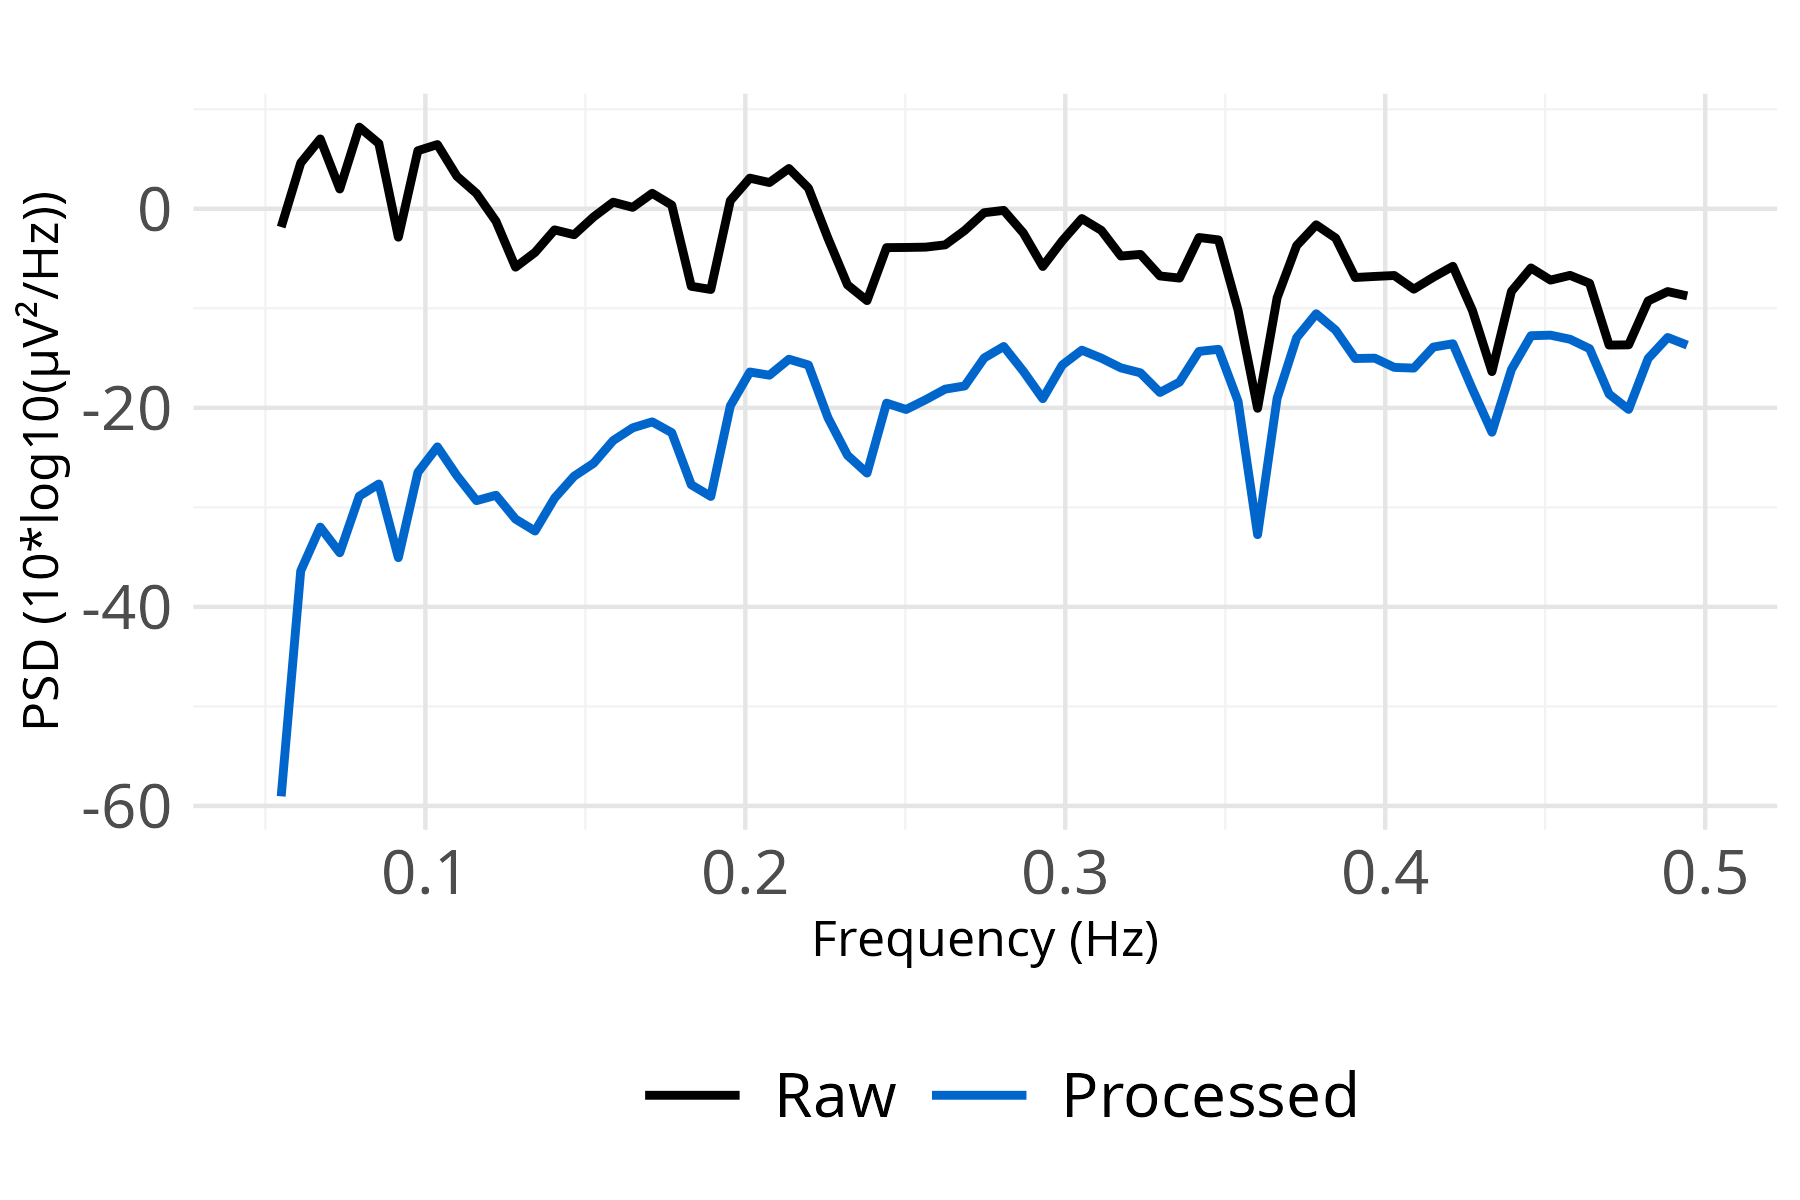 PSD (10*log10(µV²/Hz))
0
-20
-40
-60
0.1 0.2 0.3 0.4 0.5
Frequency (Hz)
Raw Processed